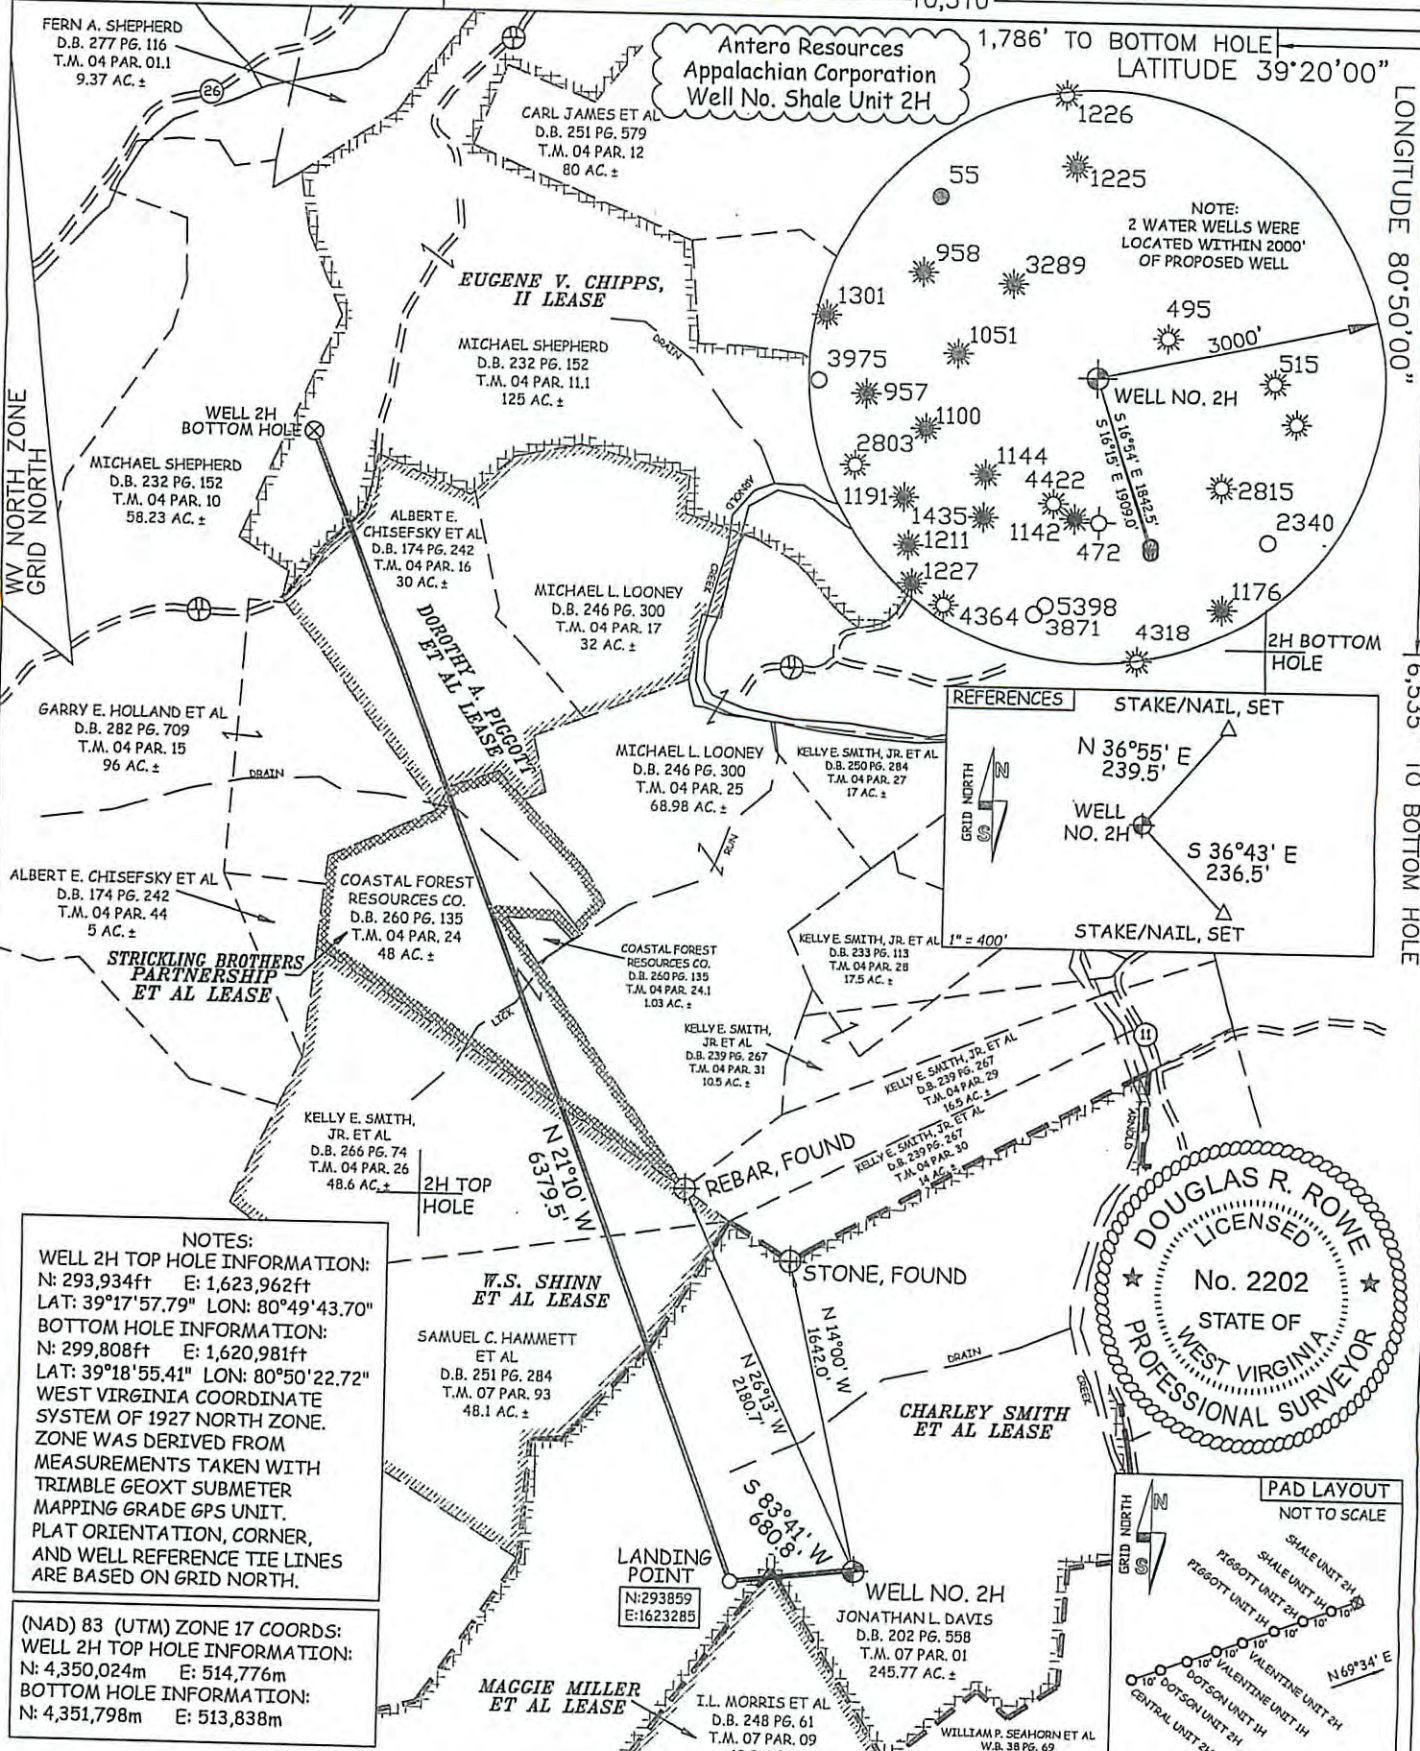 10,510
FERN A. SHEPHERD
D.B. 277 PG. 116
T.M. 04 PAR. 01.1
9.37 AC. ±
26
11
CARL JAMES ET AL
D.B. 251 PG. 579
T.M. 04 PAR. 12
80 AC. ±
Antero Resources
Appalachian Corporation
Well No. Shale Unit 2H
1,786' TO BOTTOM HOLE
LATITUDE 39°20'00"
LONGITUDE 80°50'00"
6,535 TO BOTTOM HOLE
1226
1225
55
NOTE:
2 WATER WELLS WERE
LOCATED WITHIN 2000'
OF PROPOSED WELL
958
3289
1301
495
1051
3000'
3975
515
957
WELL NO. 2H
1100
S 16°54' E 1842.5'
S 16°15' E 1909.0'
2803
1144
4422
2815
1191
1435
1142
472
2340
1211
1227
1176
4364
5398
3871
4318
2H BOTTOM
HOLE
EUGENE V. CHIPPS,
II LEASE
DRAIN
MICHAEL SHEPHERD
D.B. 232 PG. 152
T.M. 04 PAR. 11.1
125 AC. ±
WV NORTH ZONE
GRID NORTH
WELL 2H
BOTTOM HOLE
MICHAEL SHEPHERD
D.B. 232 PG. 152
T.M. 04 PAR. 10
58.23 AC. ±
ALBERT E.
CHISEFSKY ET AL
D.B. 174 PG. 242
T.M. 04 PAR. 16
30 AC. ±
ARNOLD
CREEK
MICHAEL L. LOONEY
D.B. 246 PG. 300
T.M. 04 PAR. 17
32 AC. ±
DOROTHY A. PIGGOTT
ET AL LEASE
GARRY E. HOLLAND ET AL
D.B. 282 PG. 709
T.M. 04 PAR. 15
96 AC. ±
DRAIN
MICHAEL L. LOONEY
D.B. 246 PG. 300
T.M. 04 PAR. 25
68.98 AC. ±
RUN
KELLY E. SMITH, JR. ET AL
D.B. 250 PG. 284
T.M. 04 PAR. 27
17 AC. ±
REFERENCES
STAKE/NAIL, SET
N 36°55' E
239.5'
GRID NORTH
N
S
WELL
NO. 2H
S 36°43' E
236.5'
STAKE/NAIL, SET
1" = 400'
ALBERT E. CHISEFSKY ET AL
D.B. 174 PG. 242
T.M. 04 PAR. 44
5 AC. ±
COASTAL FOREST
RESOURCES CO.
D.B. 260 PG. 135
T.M. 04 PAR. 24
48 AC. ±
STRICKLING BROTHERS
PARTNERSHIP
ET AL LEASE
COASTAL FOREST
RESOURCES CO.
D.B. 260 PG. 135
T.M. 04 PAR. 24.1
1.03 AC. ±
LICK
KELLY E. SMITH, JR. ET AL
D.B. 233 PG. 113
T.M. 04 PAR. 28
17.5 AC. ±
KELLY E. SMITH,
JR. ET AL
D.B. 239 PG. 267
T.M. 04 PAR. 31
10.5 AC. ±
KELLY E. SMITH, JR. ET AL
D.B. 239 PG. 267
T.M. 04 PAR. 29
16.5 AC. ±
KELLY E. SMITH, JR. ET AL
D.B. 239 PG. 267
T.M. 04 PAR. 30
14 AC. ±
11
ARNOLD
KELLY E. SMITH,
JR. ET AL
D.B. 266 PG. 74
T.M. 04 PAR. 26
48.6 AC. ±
2H TOP
HOLE
N 21°10' W
6379.5'
REBAR, FOUND
STONE, FOUND
NOTES:
WELL 2H TOP HOLE INFORMATION:
N: 293,934ft E: 1,623,962ft
LAT: 39°17'57.79" LON: 80°49'43.70"
BOTTOM HOLE INFORMATION:
N: 299,808ft E: 1,620,981ft
LAT: 39°18'55.41" LON: 80°50'22.72"
WEST VIRGINIA COORDINATE
SYSTEM OF 1927 NORTH ZONE.
ZONE WAS DERIVED FROM
MEASUREMENTS TAKEN WITH
TRIMBLE GEOXT SUBMETER
MAPPING GRADE GPS UNIT.
PLAT ORIENTATION, CORNER,
AND WELL REFERENCE TIE LINES
ARE BASED ON GRID NORTH.
(NAD) 83 (UTM) ZONE 17 COORDS:
WELL 2H TOP HOLE INFORMATION:
N: 4,350,024m E: 514,776m
BOTTOM HOLE INFORMATION:
N: 4,351,798m E: 513,838m
W.S. SHINN
ET AL LEASE
SAMUEL C. HAMMETT
ET AL
D.B. 251 PG. 284
T.M. 07 PAR. 93
48.1 AC. ±
N 14°00' W
1642.0'
N 26°13' W
2180.7'
DRAIN
CREEK
CHARLEY SMITH
ET AL LEASE
S 83°41' W
680.8'
LANDING
POINT
N:293859
E:1623285
WELL NO. 2H
JONATHAN L. DAVIS
D.B. 202 PG. 558
T.M. 07 PAR. 01
245.77 AC. ±
MAGGIE MILLER
ET AL LEASE
I.L. MORRIS ET AL
D.B. 248 PG. 61
T.M. 07 PAR. 09
WILLIAM P. SEAHORN ET AL
W.B. 38 PG. 69
DOUGLAS R. ROWE
LICENSED
No. 2202
STATE OF
WEST VIRGINIA
PROFESSIONAL SURVEYOR
PAD LAYOUT
NOT TO SCALE
GRID NORTH
N
S
SHALE UNIT 2H
SHALE UNIT 1H
PIGGOTT UNIT 2H
PIGGOTT UNIT 1H
10'
10'
10'
10'
10'
10'
10'
N 69°34' E
VALENTINE UNIT 2H
VALENTINE UNIT 1H
DOTSON UNIT 1H
DOTSON UNIT 2H
CENTRAL UNIT 2H